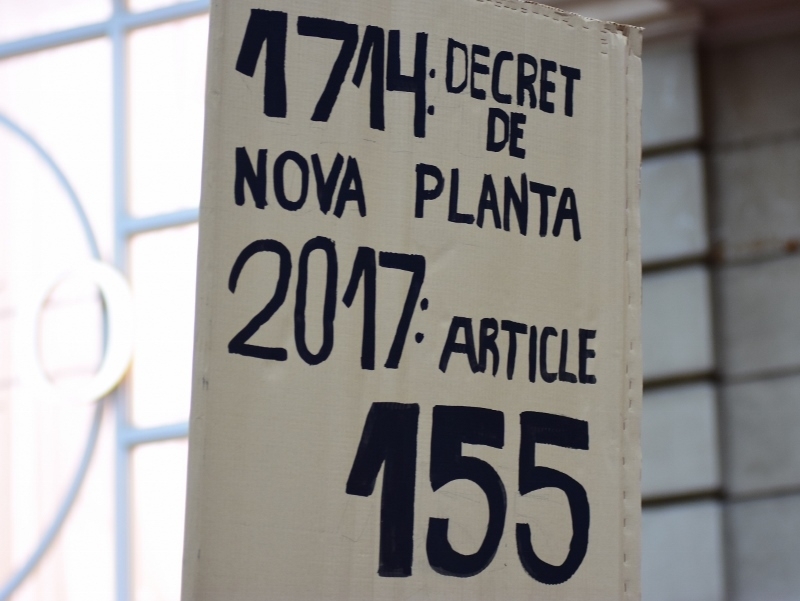 1714: DECRET
DE
NOVA PLANTA
2017: ARTICLE
155